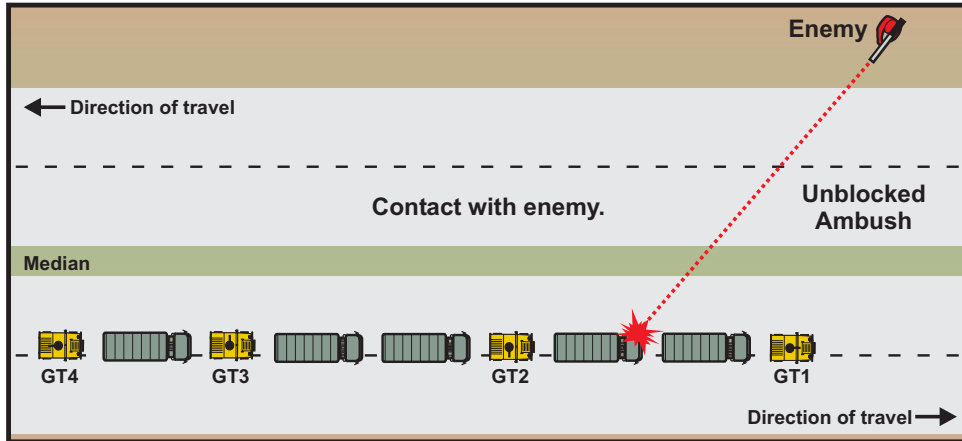 Enemy
Direction of travel
Contact with enemy.
Unblocked
Ambush
Median
GT4
GT3
GT2
GT1
Direction of travel